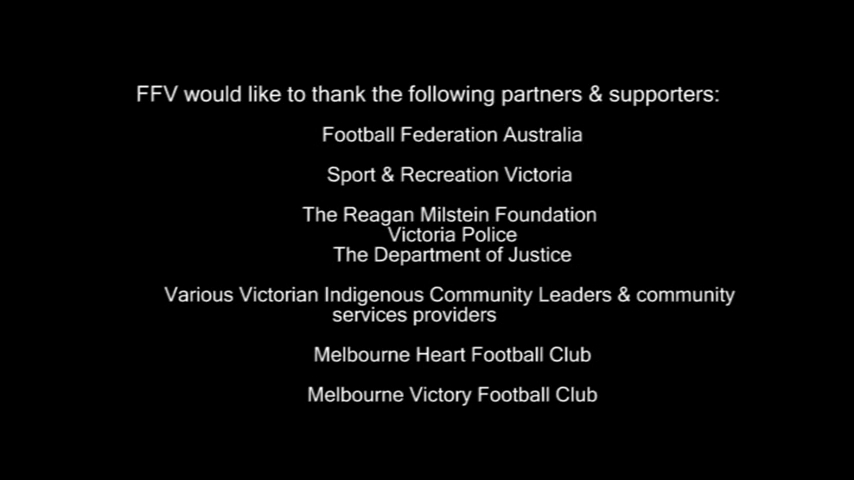 FFV would like to thank the following partners & supporters:
Football Federation Australia
Sport & Recreation Victoria
The Reagan Milstein Foundation
Victoria Police
The Department of Justice
Various Victorian Indigenous Community Leaders & community
services providers
Melbourne Heart Football Club
Melbourne Victory Football Club